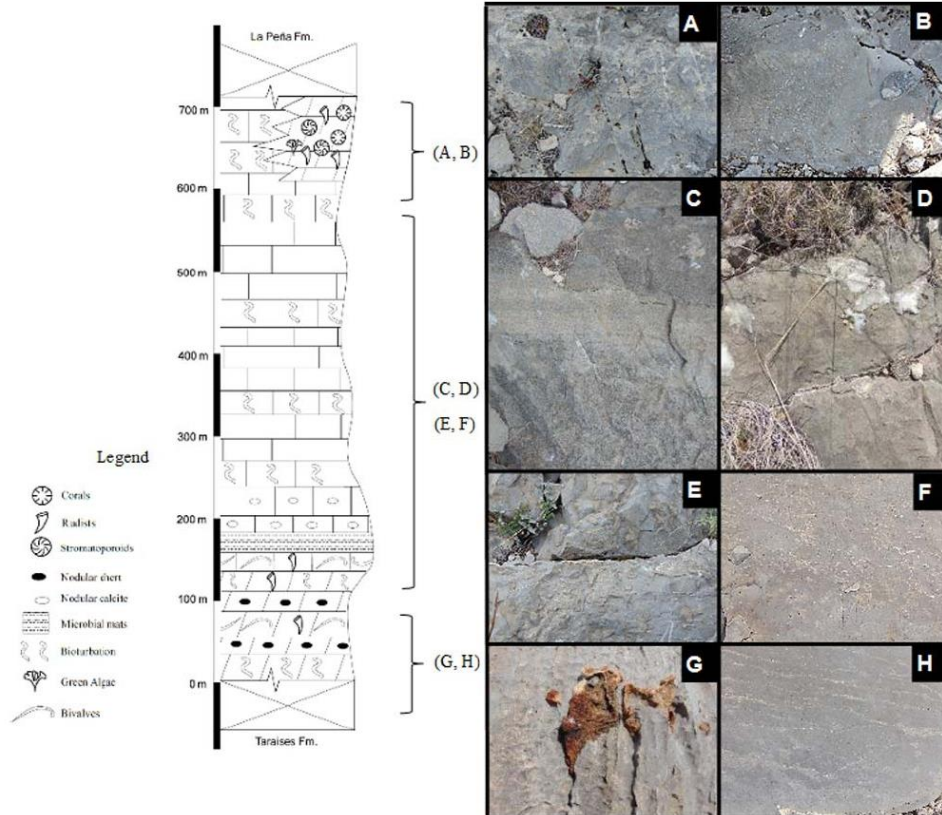 La Peña Fm.
700 m
600 m
500 m
400 m
300 m
200 m
100 m
0 m
Taraises Fm.
(A, B)
(C, D)
(E, F)
(G, H)
Legend
Corals
Rudists
Stromatoporoids
Nodular chert
Nodular calcite
Microbial mats
Bioturbation
Green Algae
Bivalves
A
B
C
D
E
F
G
H